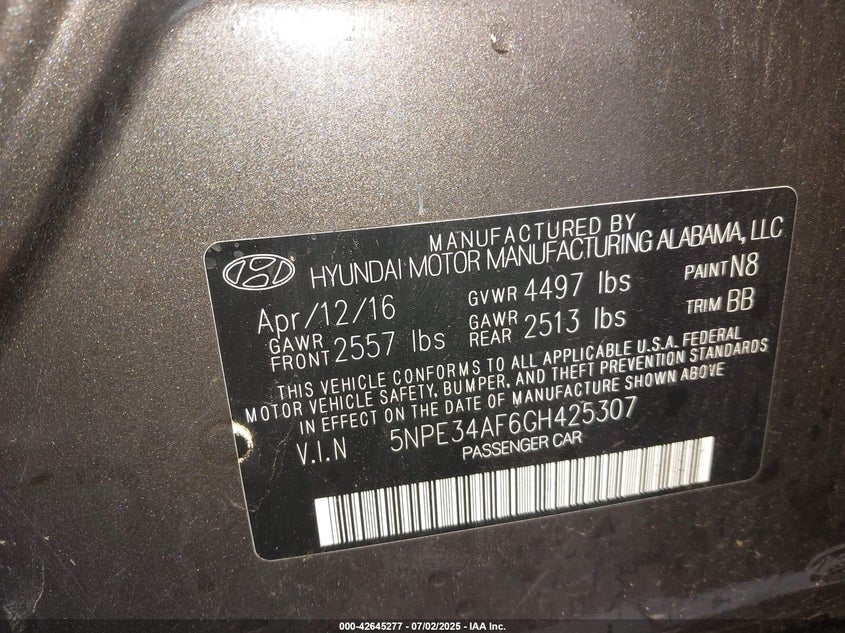 MANUFACTURED BY
HYUNDAI MOTOR MANUFACTURING ALABAMA, LLC
Apr/12/16 GVWR 4497 lbs PAINT N8
GAWR FRONT 2557 lbs GAWR REAR 2513 lbs TRIM BB
THIS VEHICLE CONFORMS TO ALL APPLICABLE U.S.A. FEDERAL
MOTOR VEHICLE SAFETY, BUMPER, AND THEFT PREVENTION STANDARDS
IN EFFECT ON THE DATE OF MANUFACTURE SHOWN ABOVE
V.I.N 5NPE34AF6GH425307
PASSENGER CAR
000-42645277 - 07/02/2025 - IAA Inc.